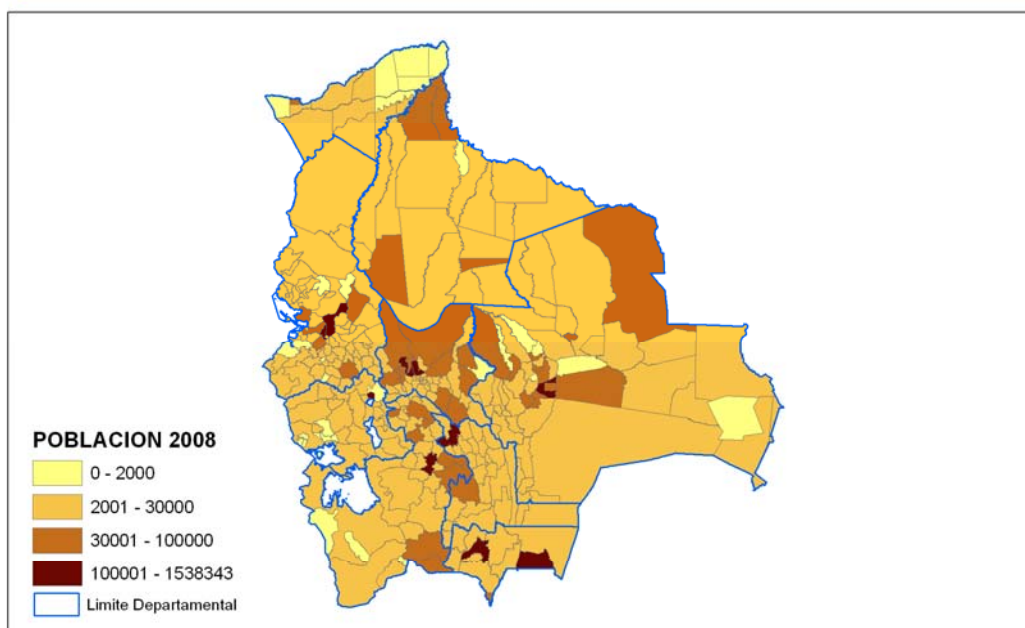 POBLACION 2008
0 - 2000
2001 - 30000
30001 - 100000
100001 - 1538343
Limite Departamental